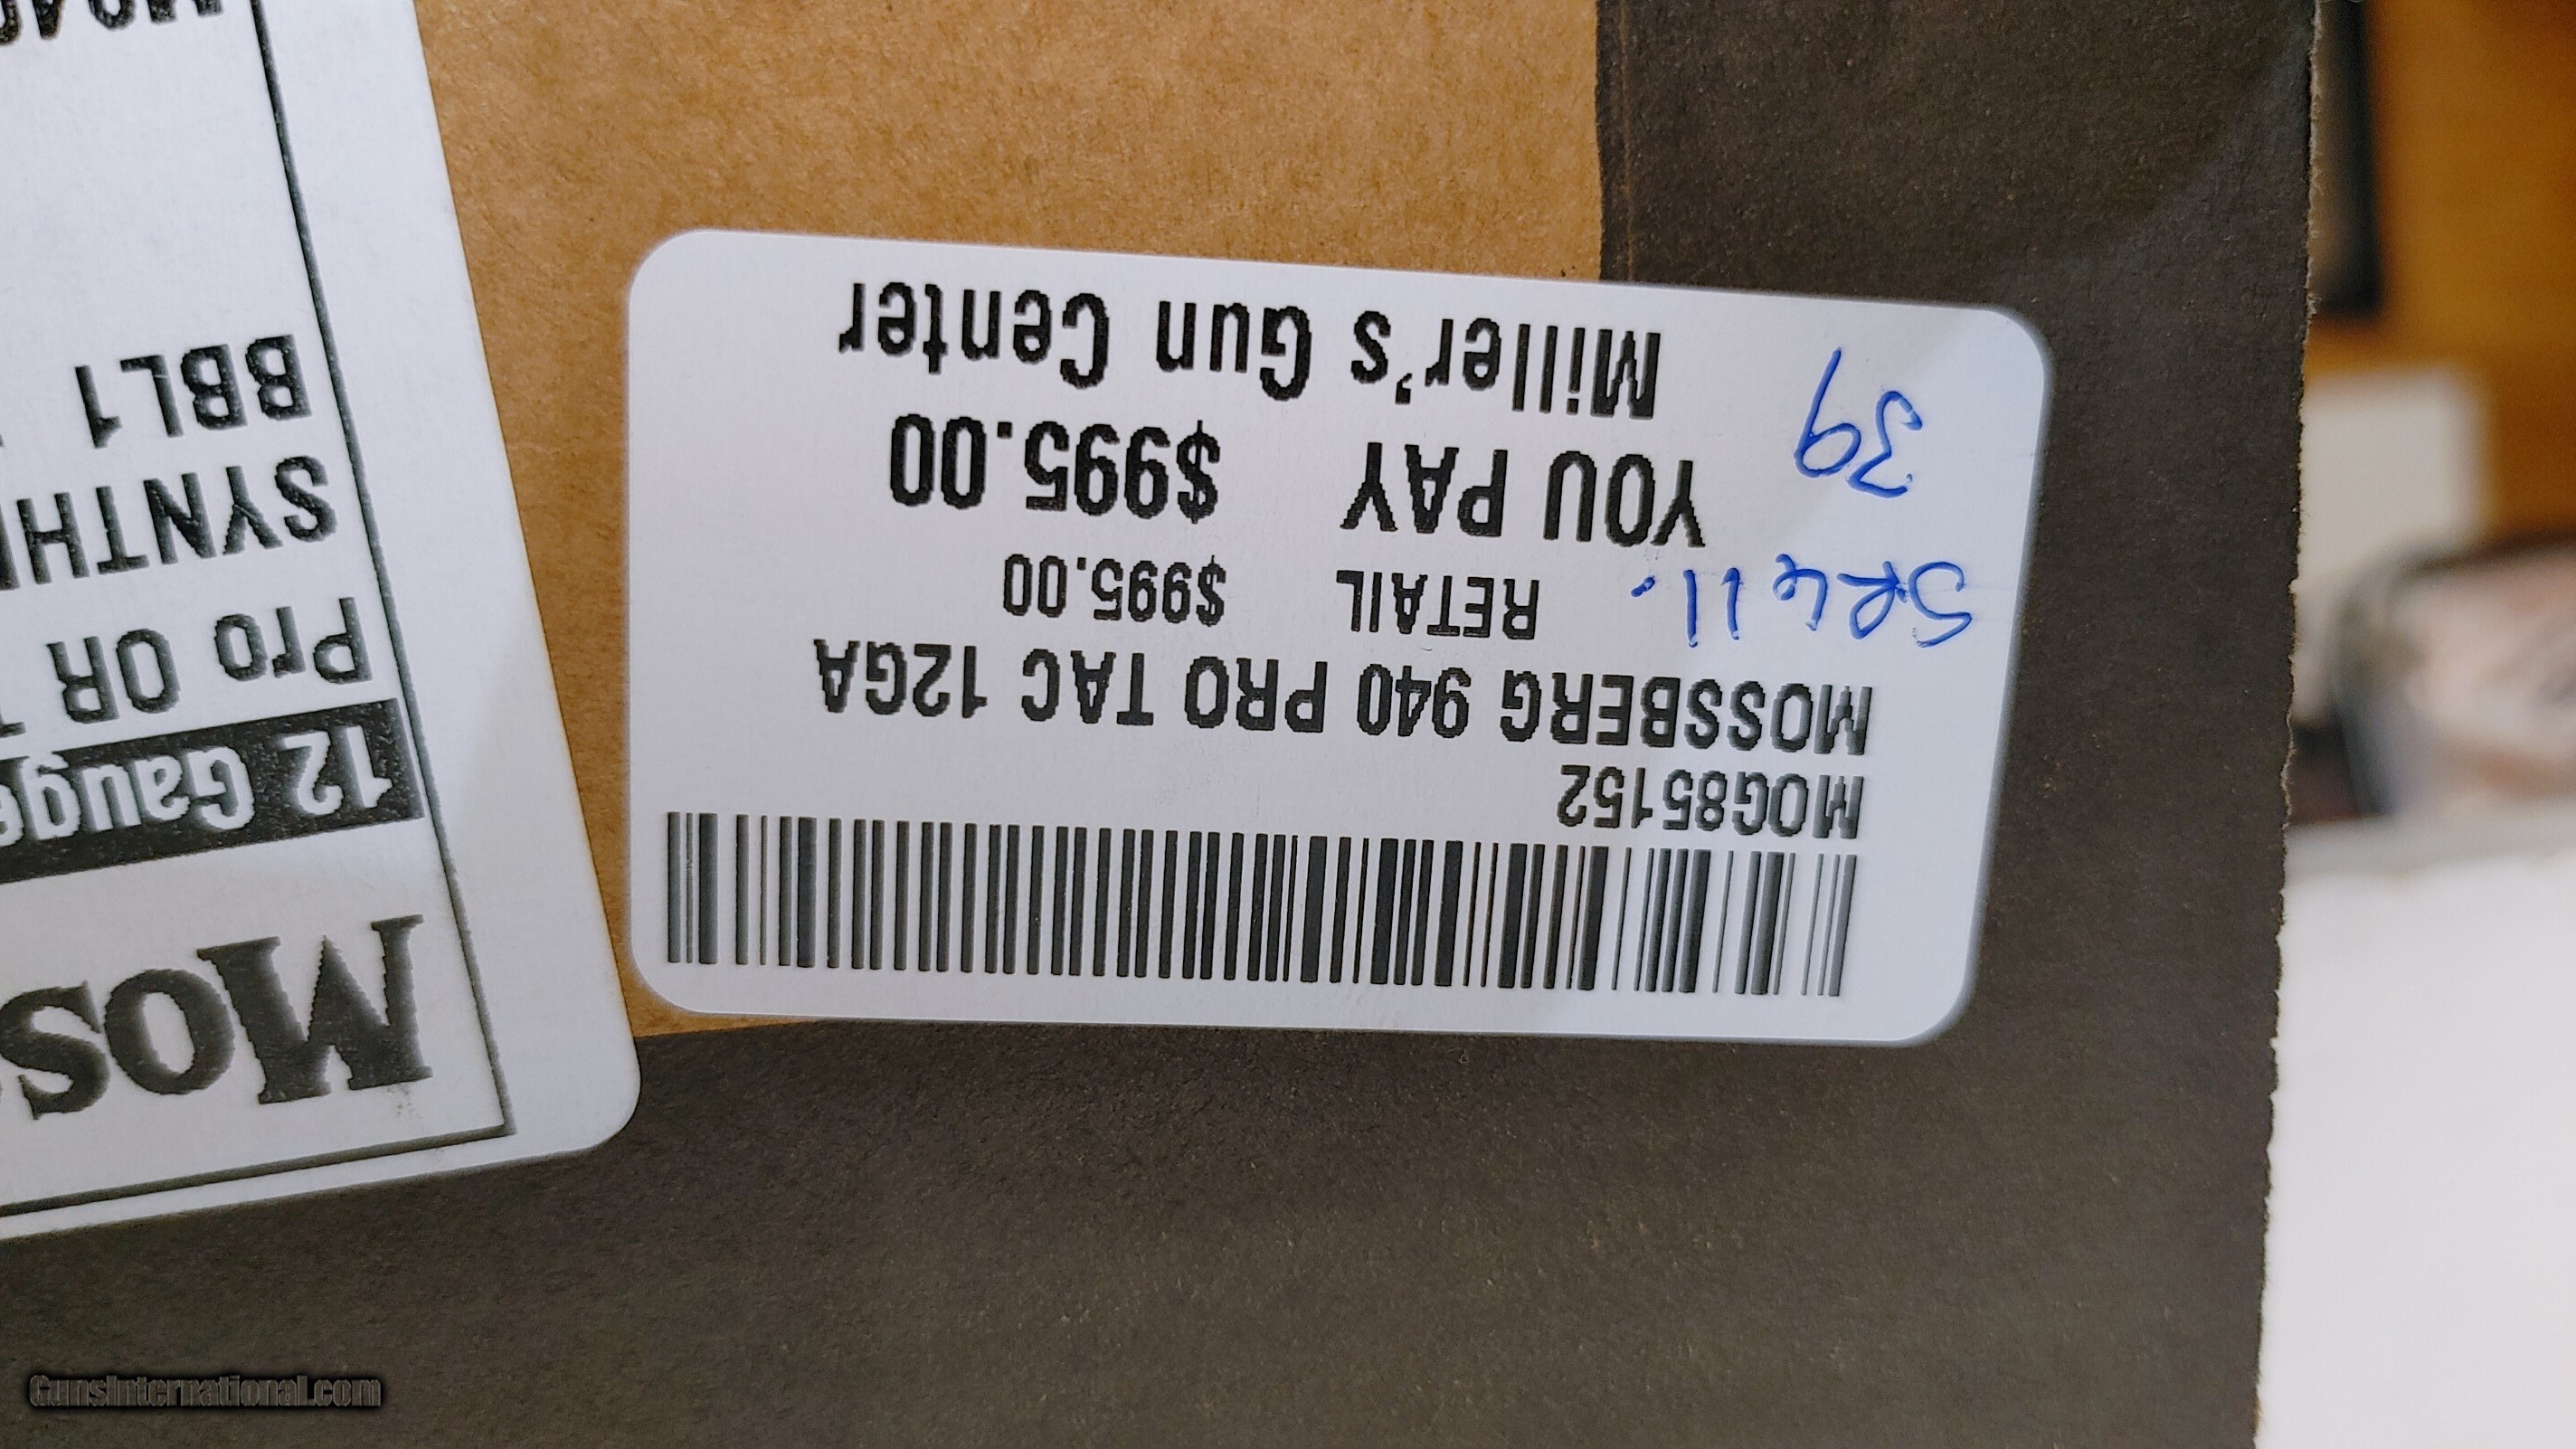 MOG85152
MOSSBERG 940 PRO TAC 12GA
RETAIL $995.00
YOU PAY $995.00
Miller's Gun Center
39
Mos
12 Gauge
Pro OR
SYNTH
BBL1
GunsInternational.com